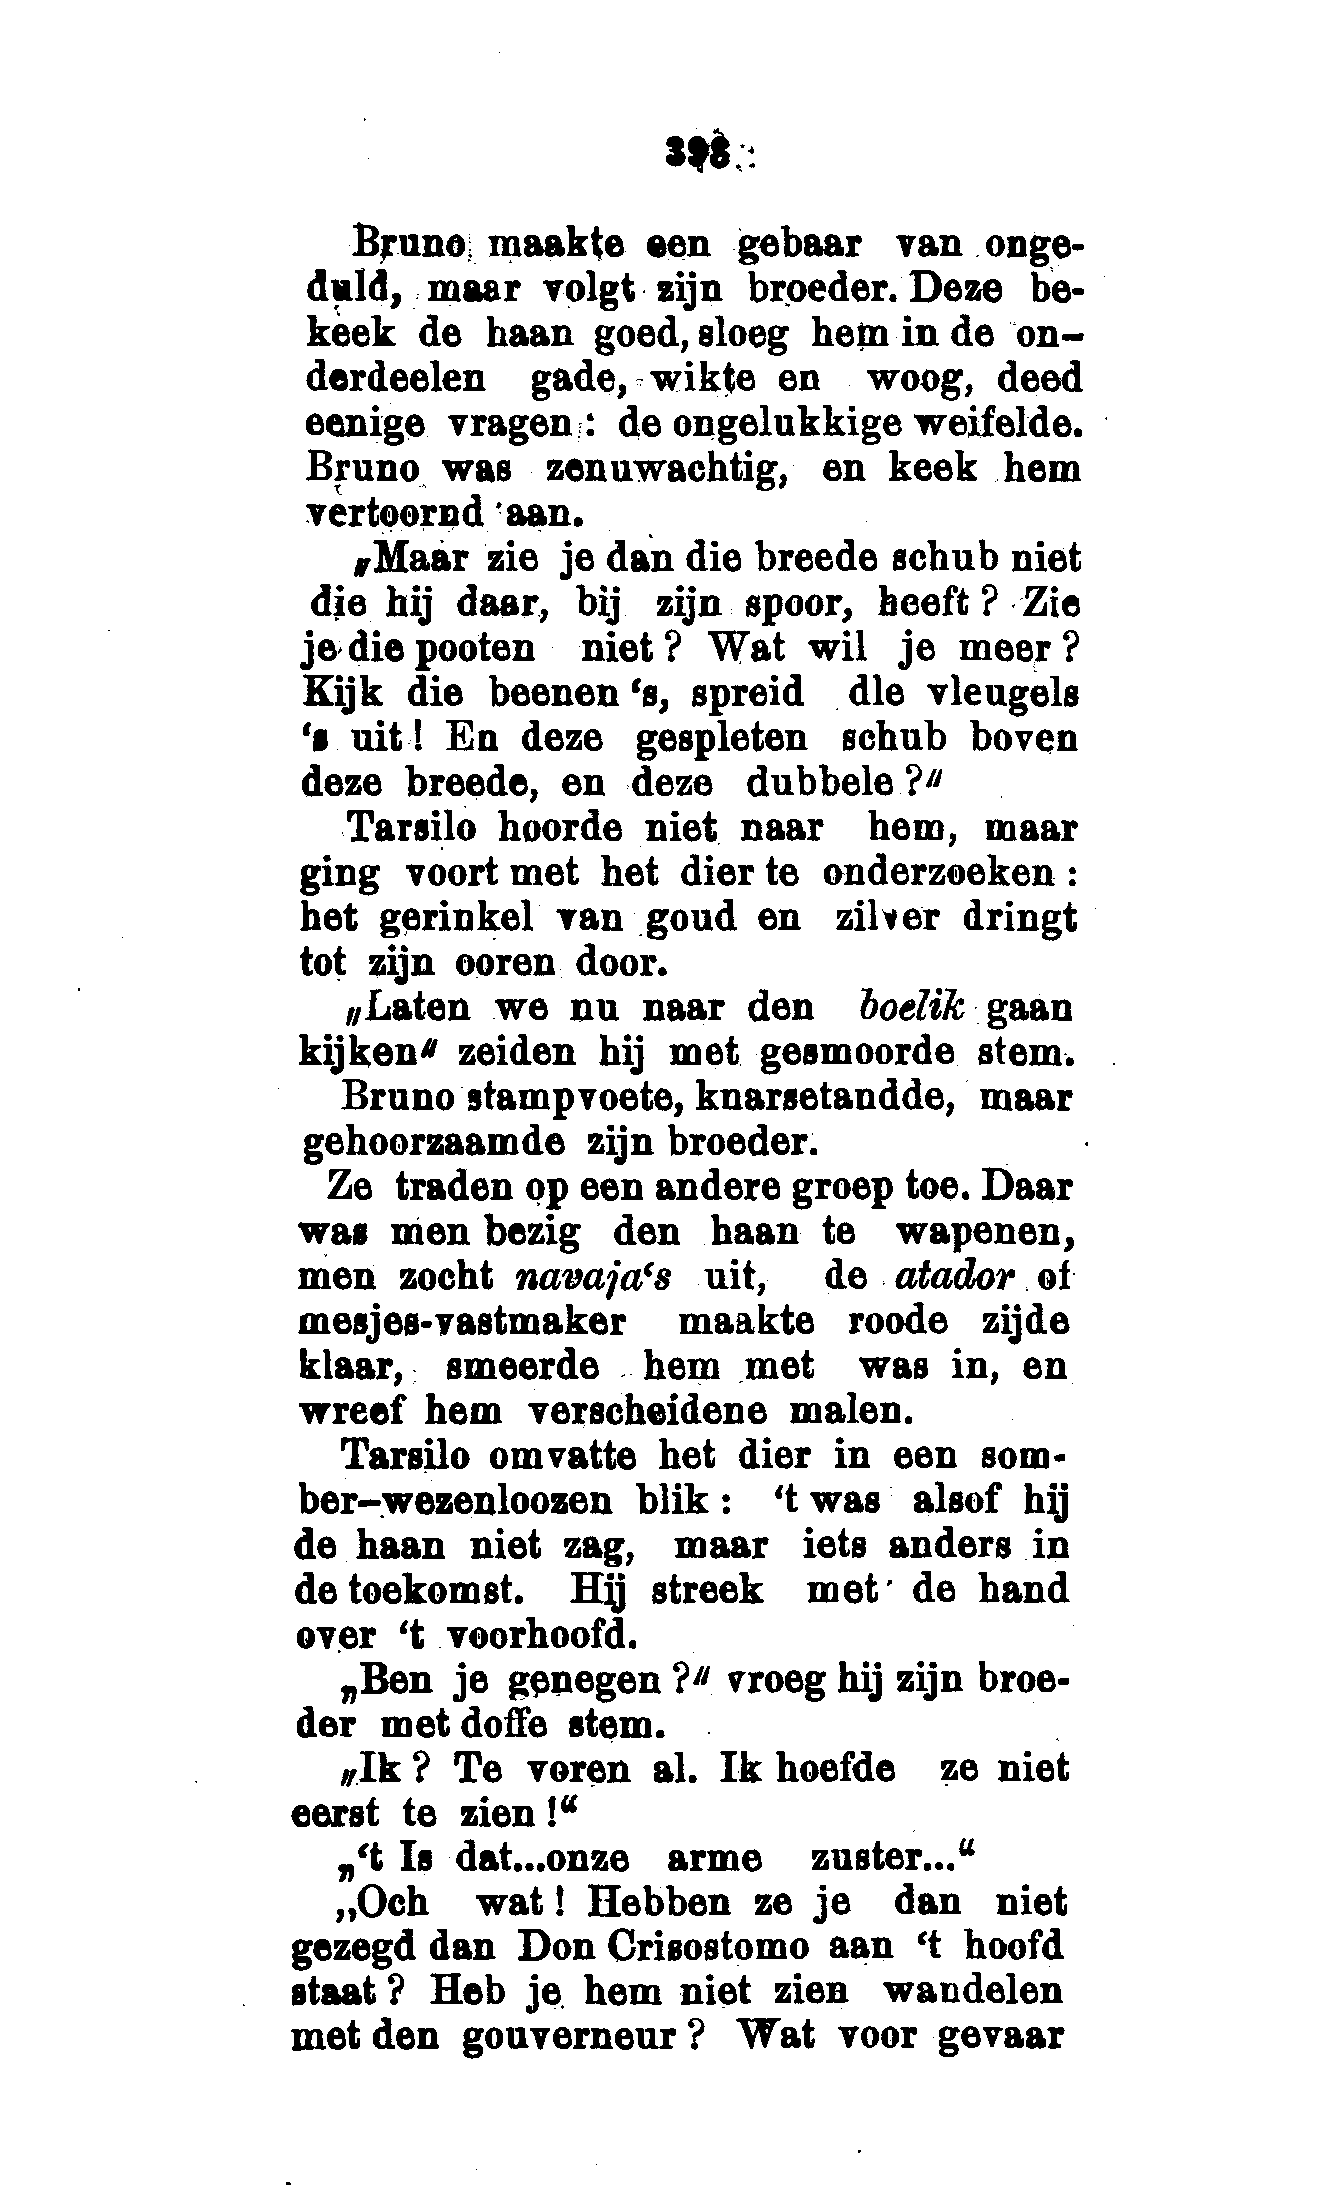 398
Bruno maakte een gebaar van onge-
duld, maar volgt zijn broeder. Deze be-
keek de haan goed, sloeg hem in de on-
derdeelen gade, wikte en woog, deed
eenige vragen: de ongelukkige weifelde.
Bruno was zenuwachtig, en keek hem
vertoornd aan.
„Maar zie je dan die breede schub niet
die hij daar, bij zijn spoor, heeft? Zie
je die pooten niet? Wat wil je meer?
Kijk die beenen ‘s, spreid dle vleugels
‘s uit! En deze gespleten schub boven
deze breede, en deze dubbele?"
Tarsilo hoorde niet naar hem, maar
ging voort met het dier te onderzoeken:
het gerinkel van goud en zilver dringt
tot zijn ooren door.
„Laten we nu naar den boelik gaan
kijken" zeiden hij met gesmoorde stem.
Bruno stampvoete, knarsetandde, maar
gehoorzaamde zijn broeder.
Ze traden op een andere groep toe. Daar
was men bezig den haan te wapenen,
men zocht navaja‘s uit, de atador of
mesjes-vastmaker maakte roode zijde
klaar, smeerde hem met was in, en
wreef hem verscheidene malen.
Tarsilo omvatte het dier in een som-
ber-wezenloozen blik: ‘t was alsof hij
de haan niet zag, maar iets anders in
de toekomst. Hij streek met de hand
over ‘t voorhoofd.
„Ben je genegen?" vroeg hij zijn broe-
der met doffe stem.
„Ik? Te voren al. Ik hoefde ze niet
eerst te zien!“
„‘t Is dat...onze arme zuster...“
„Och wat! Hebben ze je dan niet
gezegd dan Don Crisostomo aan ‘t hoofd
staat? Heb je hem niet zien wandelen
met den gouverneur? Wat voor gevaar